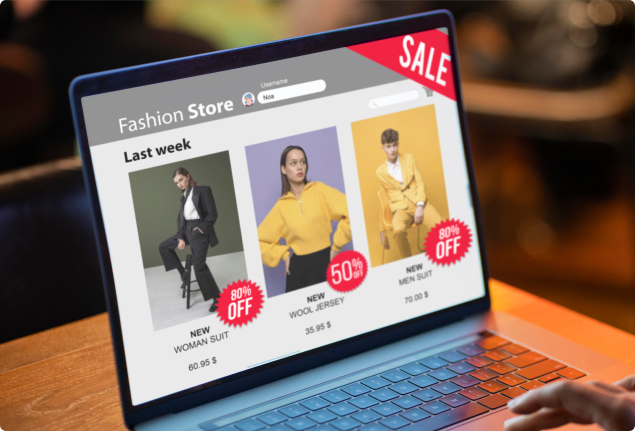 SALE
Username
Fashion Store
Noa
Last week
80%
OFF
50%
OFF
80%
OFF
NEW
WOMAN SUIT
60.95 $
NEW
WOOL JERSEY
35.95 $
NEW
MEN SUIT
70.00 $